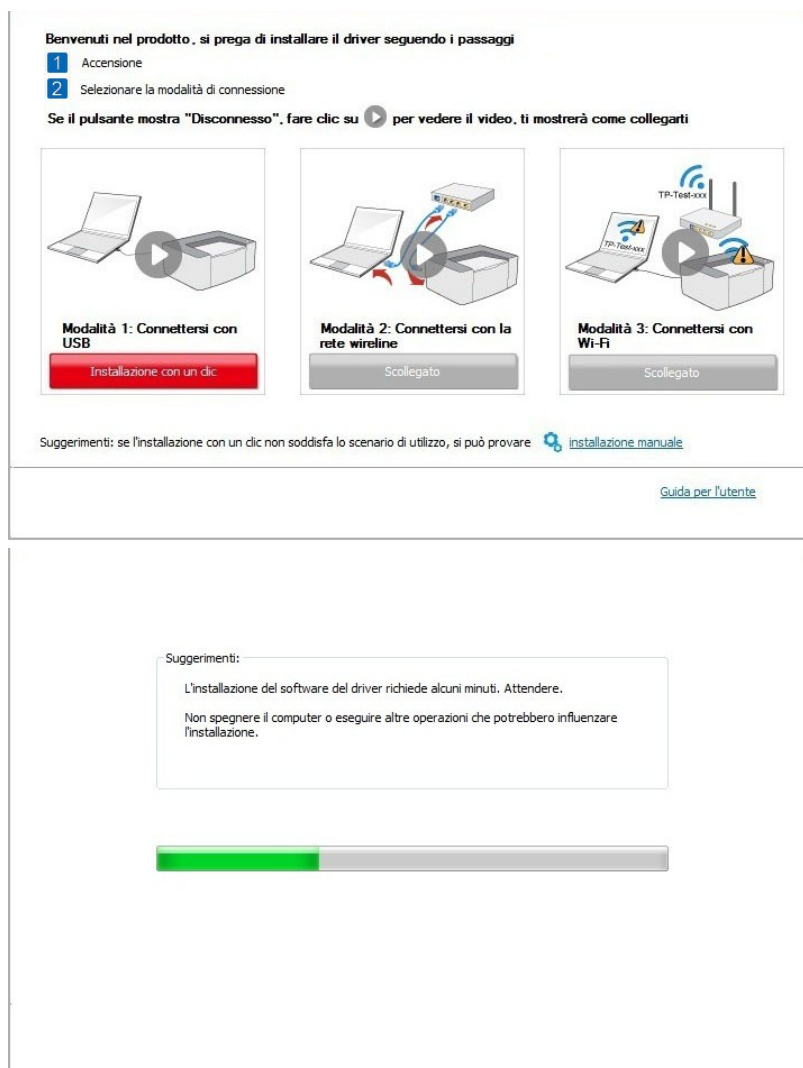 Benvenuti nel prodotto, si prega di installare il driver seguendo i passaggi
1 Accensione
2 Selezionare la modalità di connessione
Se il pulsante mostra "Disconnesso", fare clic su per vedere il video, ti mostrerà come collegarti
TP-Test-xxx
TP-Test-xxx
Modalità 1: Connettersi con
USB
Installazione con un clic
Modalità 2: Connettersi con la
rete wireline
Scollegato
Modalità 3: Connettersi con
Wi-Fi
Scollegato
Suggerimenti: se l'installazione con un clic non soddisfa lo scenario di utilizzo, si può provare installazione manuale
Guida per l'utente
Suggerimenti:
L'installazione del software del driver richiede alcuni minuti. Attendere.
Non spegnere il computer o eseguire altre operazioni che potrebbero influenzare
l'installazione.